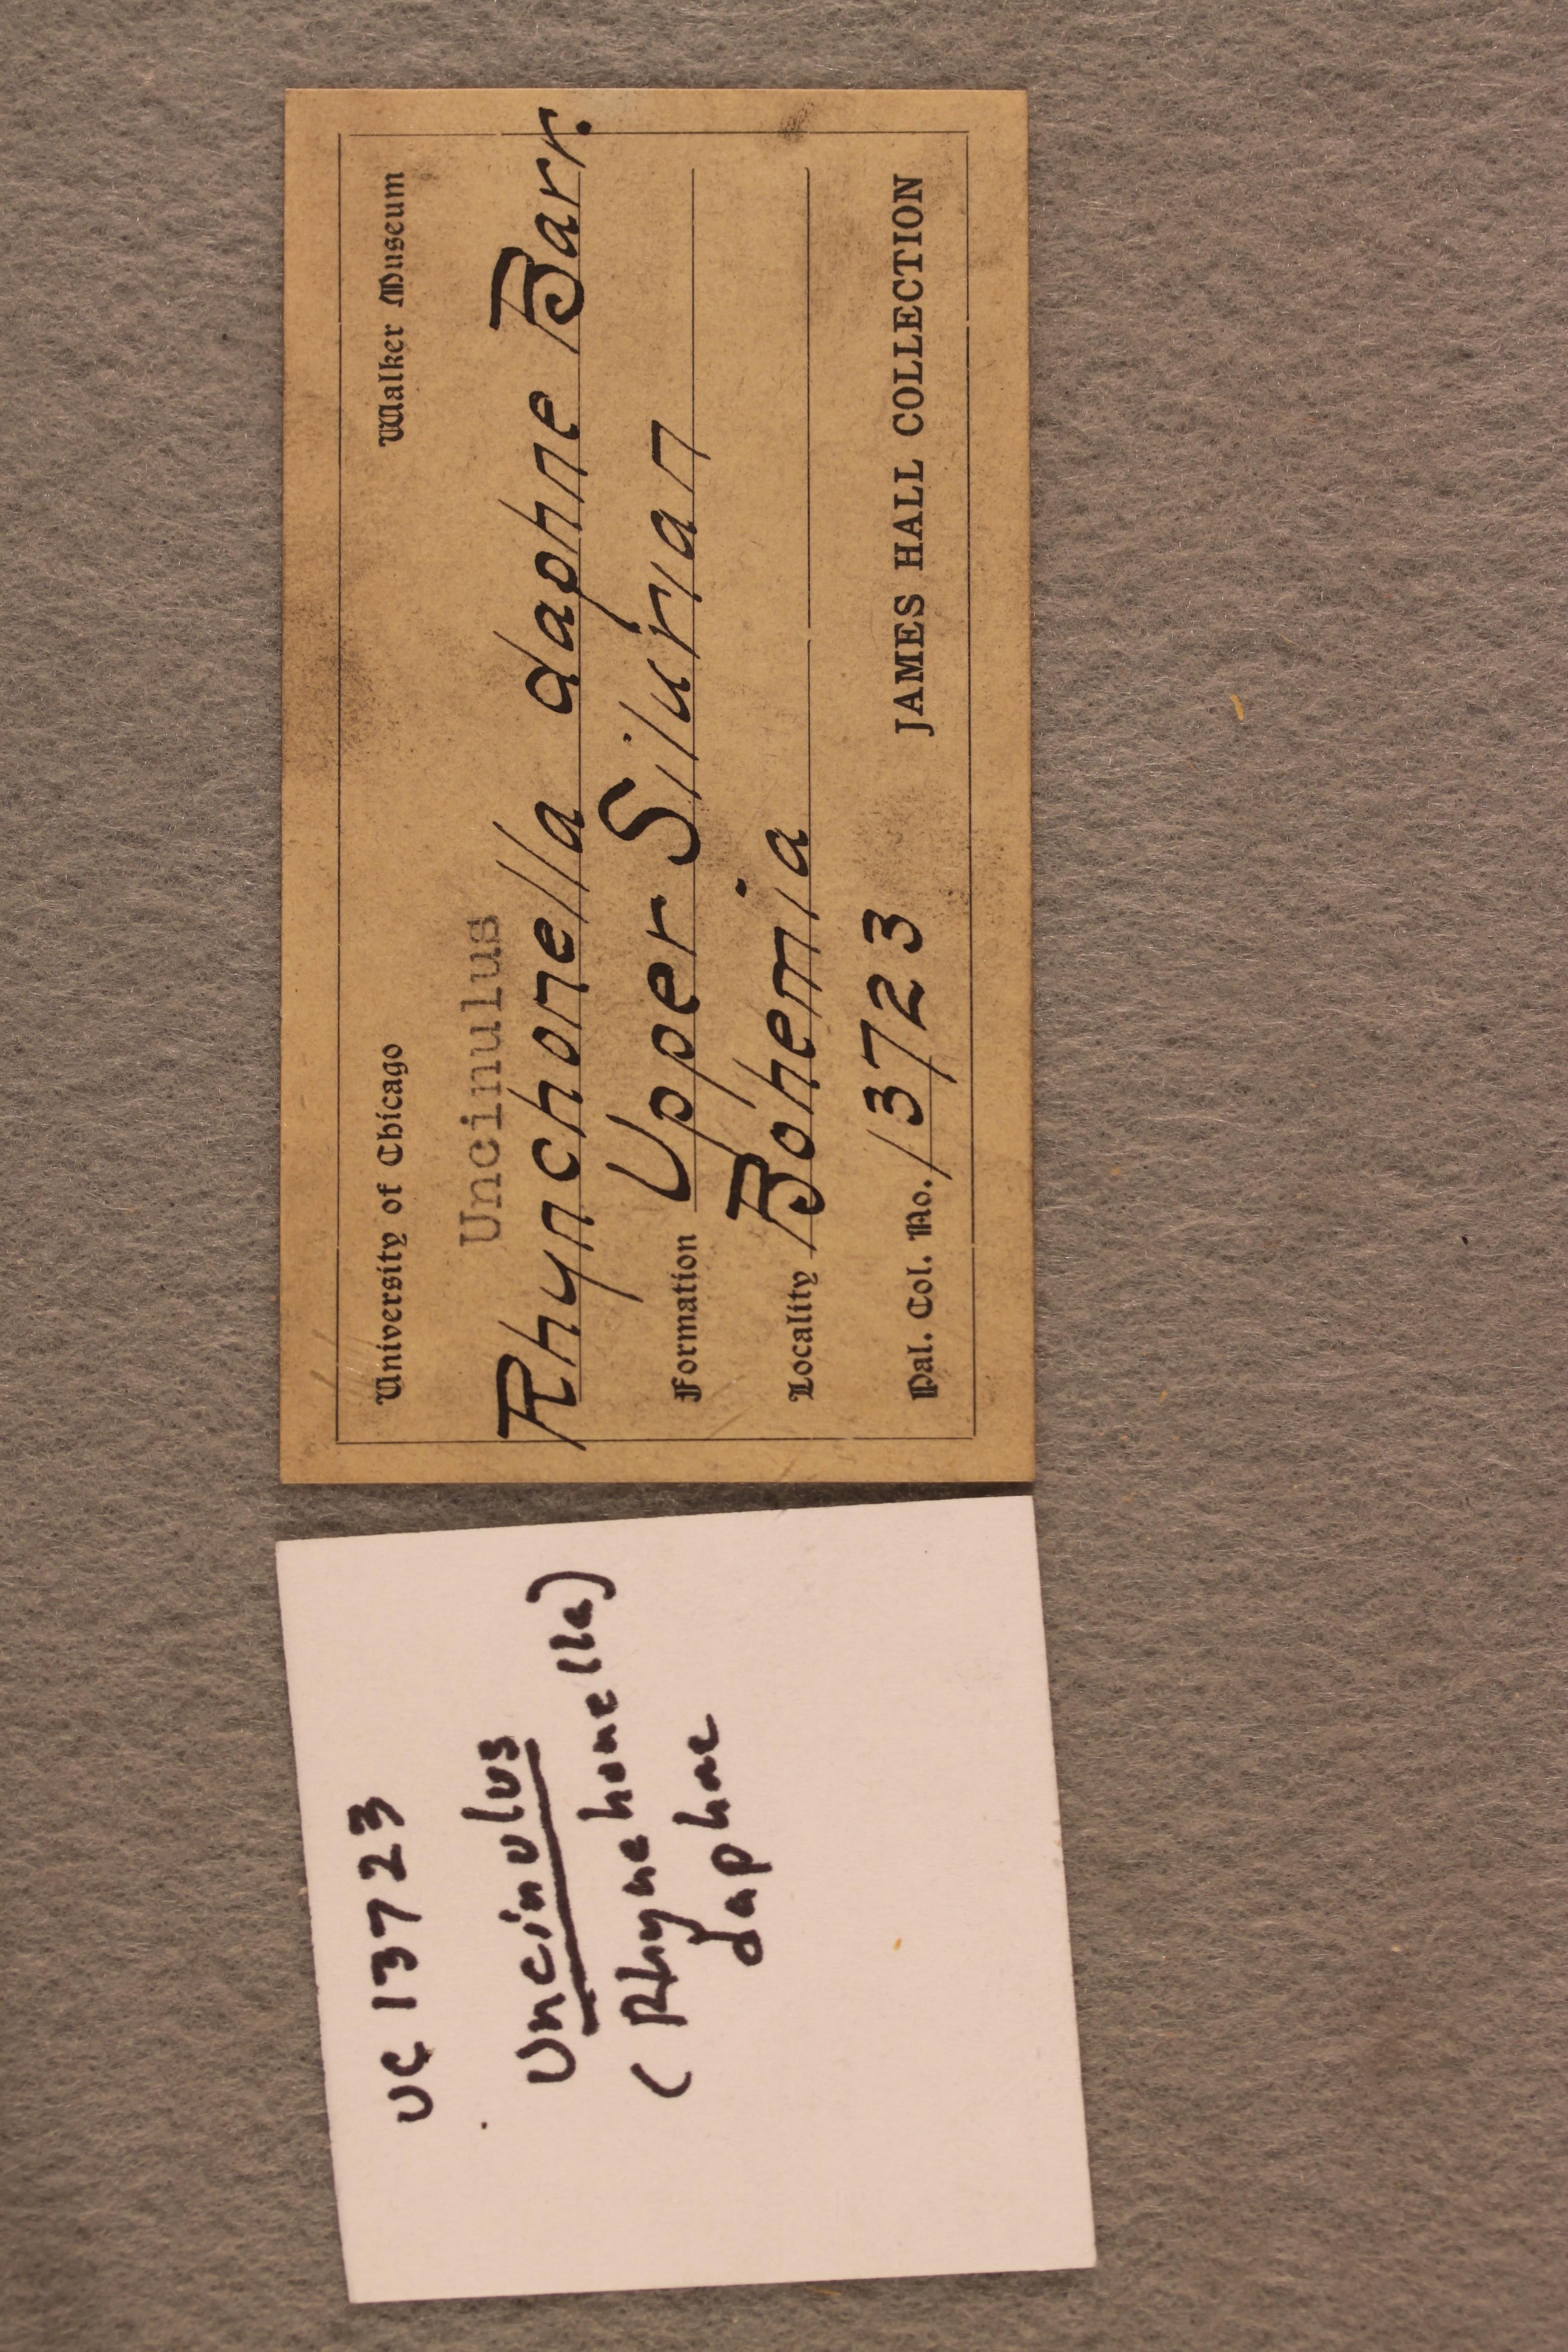 University of Chicago Walker Museum
Uncinulus
Rhynchonella daphne Barr.
Formation Upper Silurian
Locality Bohemia
Pal. Col. No. 13723 JAMES HALL COLLECTION
UC 13723
Uncinulus
(Rhynchonella)
daphne